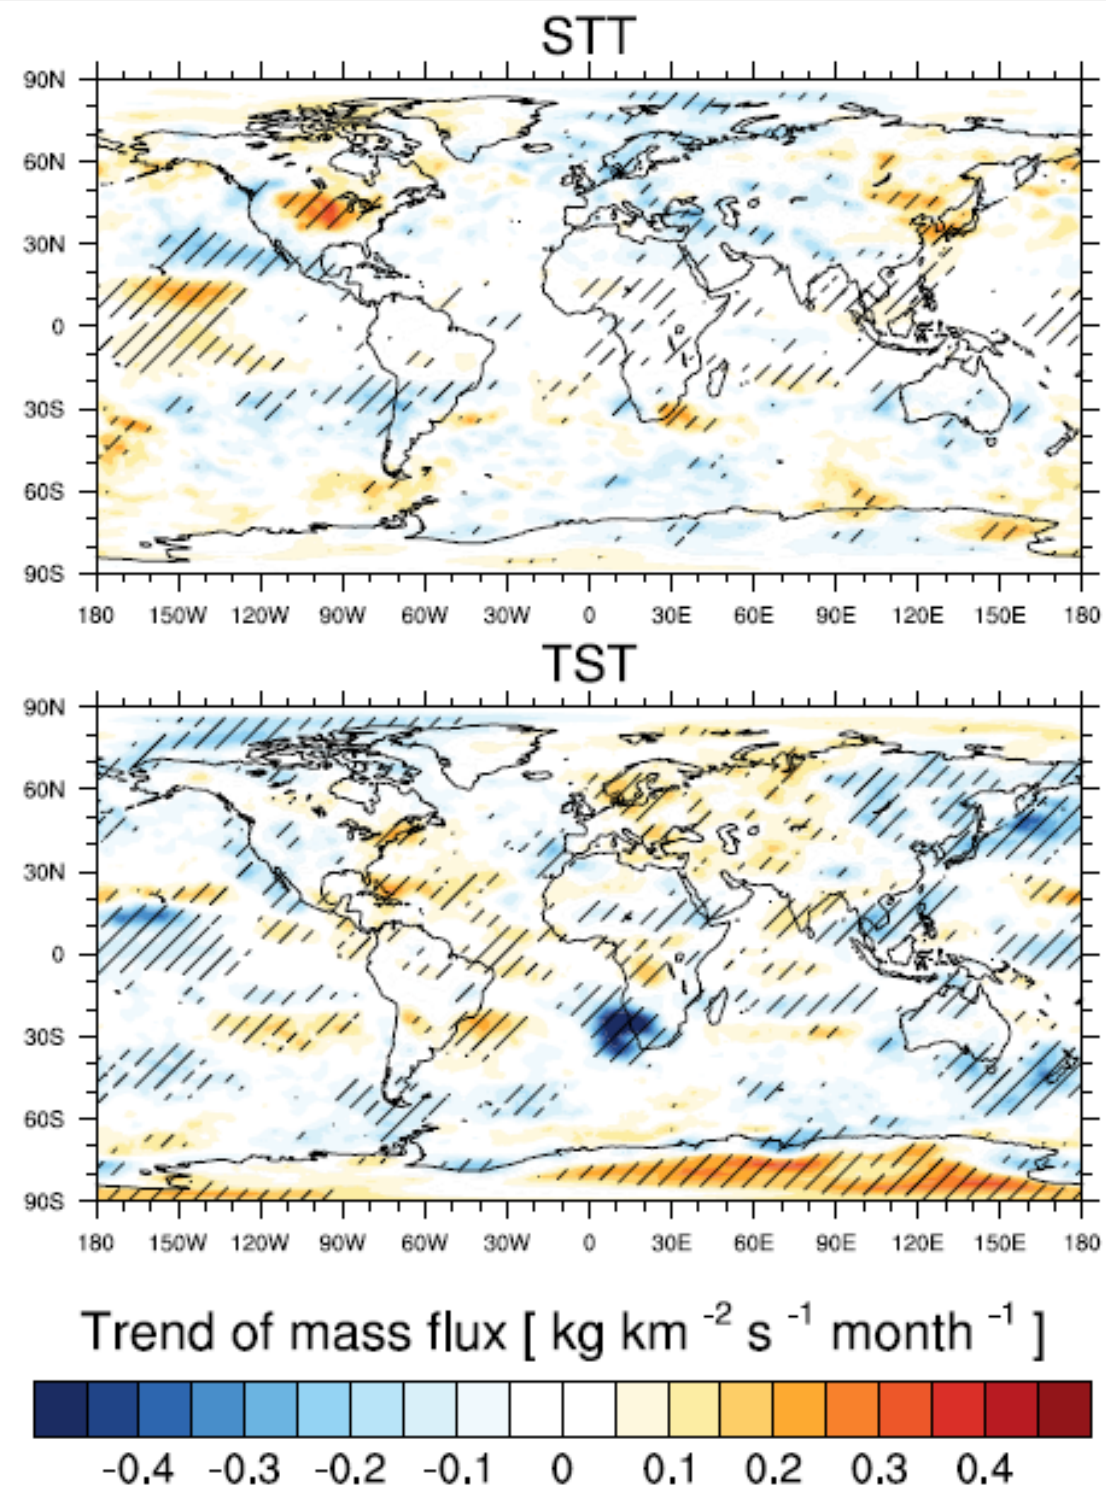 STT
90N
60N
30N
0
30S
60S
90S
180 150W 120W 90W 60W 30W 0 30E 60E 90E 120E 150E 180
TST
90N
60N
30N
0
30S
60S
90S
180 150W 120W 90W 60W 30W 0 30E 60E 90E 120E 150E 180
Trend of mass flux [ kg km -2 s -1 month -1 ]
-0.4 -0.3 -0.2 -0.1 0 0.1 0.2 0.3 0.4